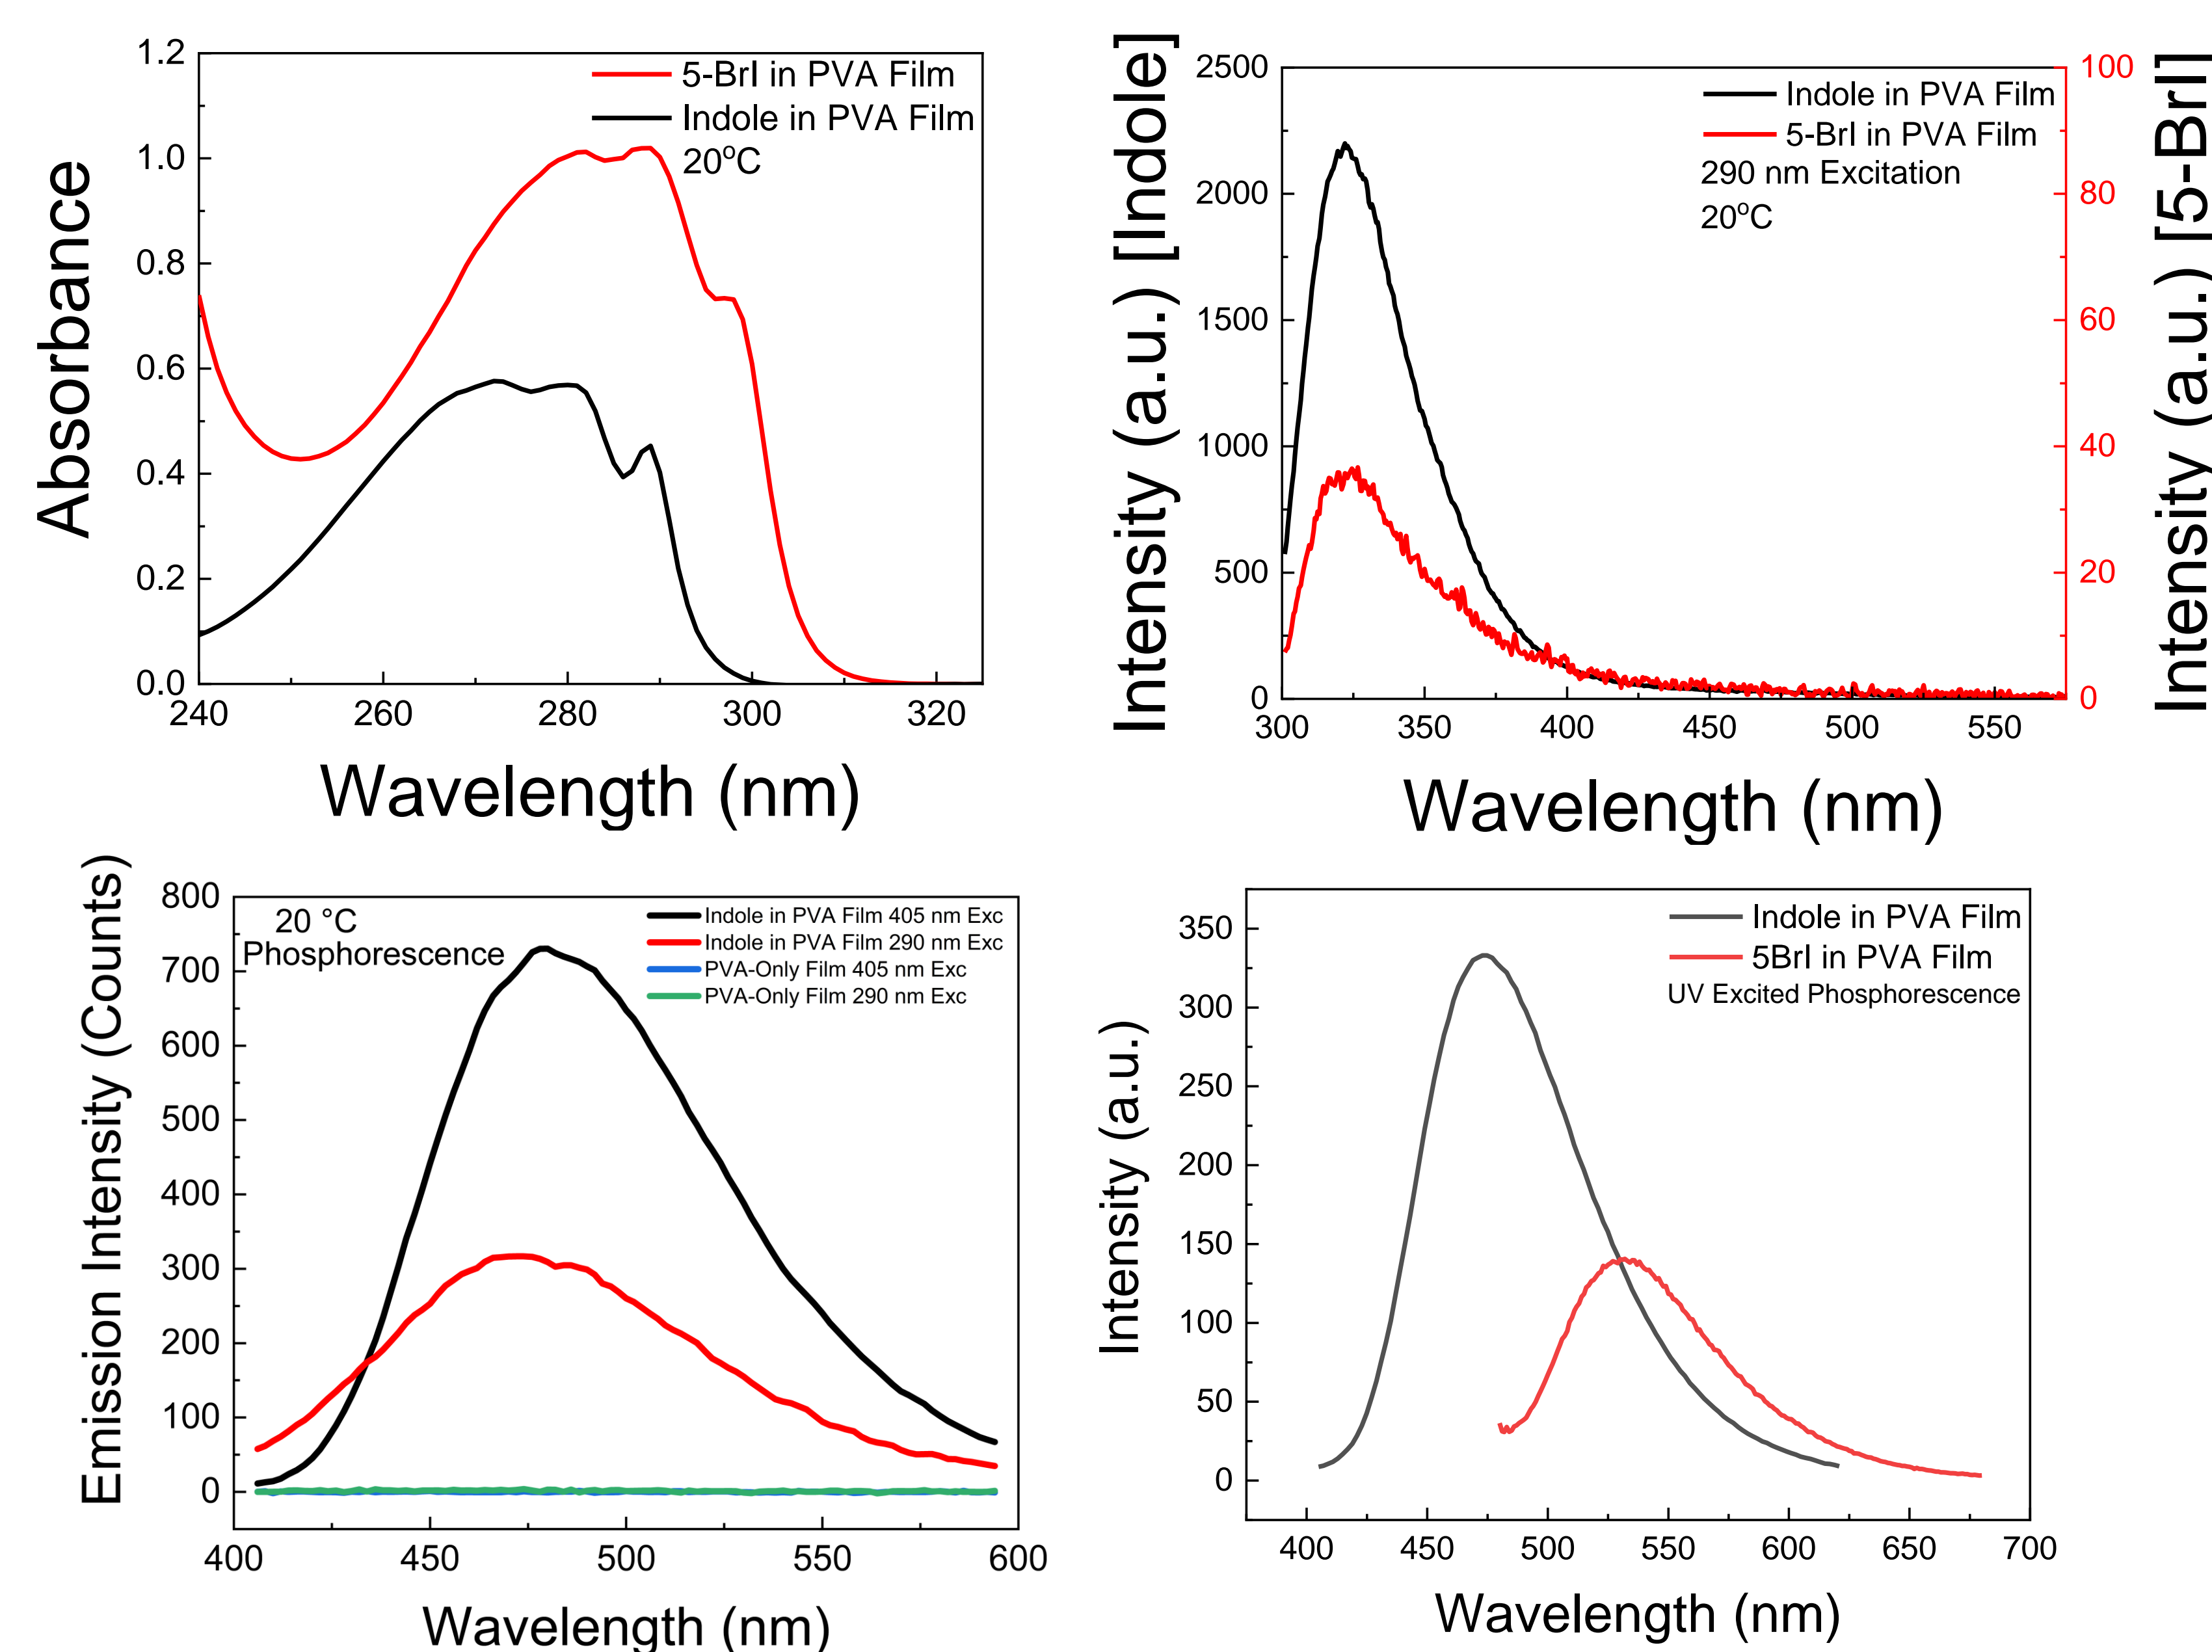 Absorbance
1.2
1.0
0.8
0.6
0.4
0.2
0.0
5-BrI in PVA Film
Indole in PVA Film
20°C
240 260 280 300 320
Wavelength (nm)
Intensity (a.u.) [Indole]
2500
2000
1500
1000
500
0
Indole in PVA Film
5-BrI in PVA Film
290 nm Excitation
20°C
100
80
60
40
20
0
Intensity (a.u.) [5-BrI]
300 350 400 450 500 550
Wavelength (nm)
Emission Intensity (Counts)
800
700
600
500
400
300
200
100
0
20 °C
Phosphorescence
Indole in PVA Film 405 nm Exc
Indole in PVA Film 290 nm Exc
PVA-Only Film 405 nm Exc
PVA-Only Film 290 nm Exc
400 450 500 550 600
Wavelength (nm)
Intensity (a.u.)
350
300
250
200
150
100
50
0
Indole in PVA Film
5BrI in PVA Film
UV Excited Phosphorescence
400 450 500 550 600 650 700
Wavelength (nm)